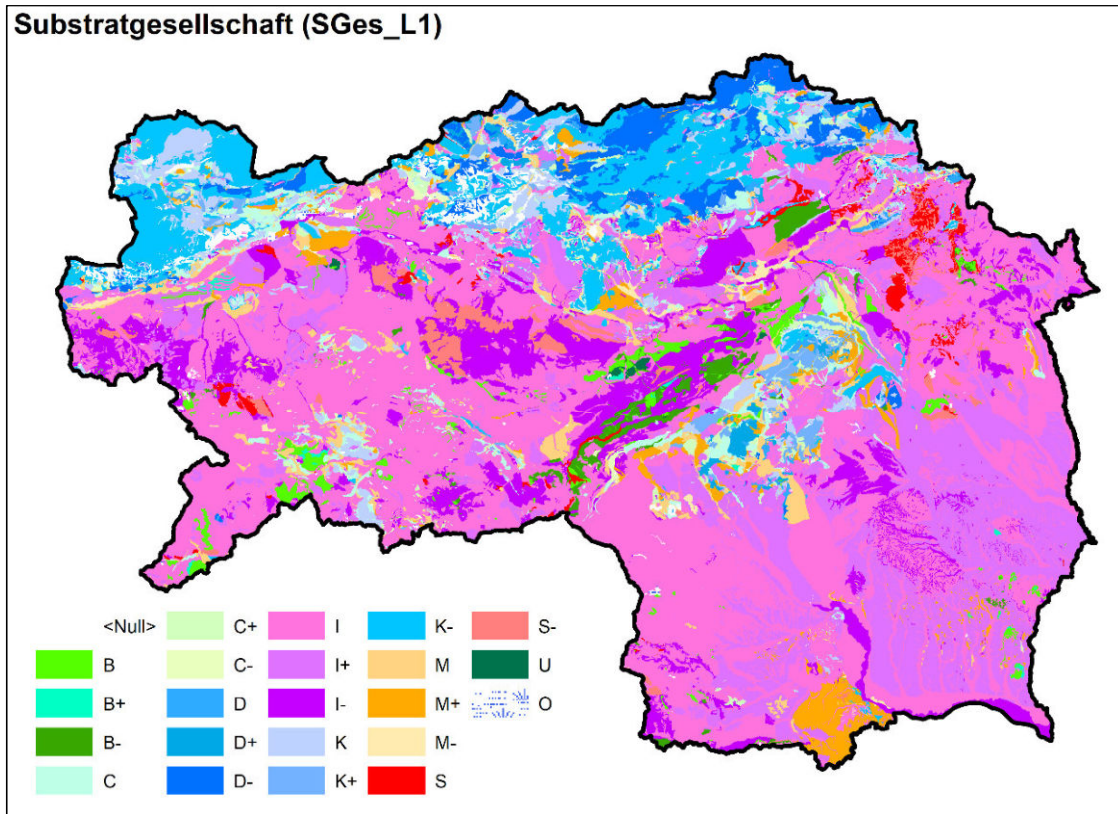 Substratgesellschaft (SGes_L1)
<Null> C+ I K- S-
B C- I+ M U
B+ D I- M+ O
B- D+ K M-
C D- K+ S